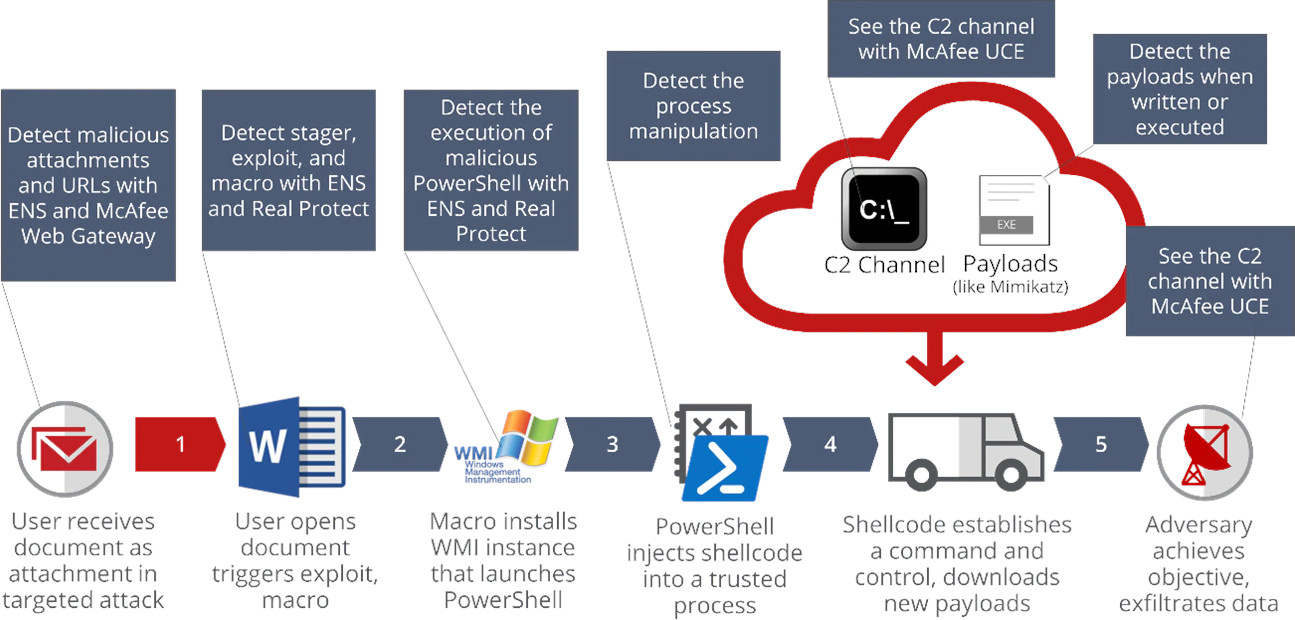 See the C2 channel
with McAfee UCE
Detect the
payloads when
written or
executed
Detect the
process
manipulation
Detect malicious
attachments
and URLs with
ENS and McAfee
Web Gateway
Detect stager,
exploit, and
macro with ENS
and Real Protect
Detect the
execution of
malicious
PowerShell with
ENS and Real
Protect
C:\_
EXE
C2 Channel
Payloads
(like Mimikatz)
See the C2
channel with
McAfee UCE
1
W
2
WMI
Windows
Management
Instrumentation
3
4
5
User receives
document as
attachment in
targeted attack
User opens
document
triggers exploit,
macro
Macro installs
WMI instance
that launches
PowerShell
PowerShell
injects shellcode
into a trusted
process
Shellcode establishes
a command and
control, downloads
new payloads
Adversary
achieves
objective,
exfiltrates data